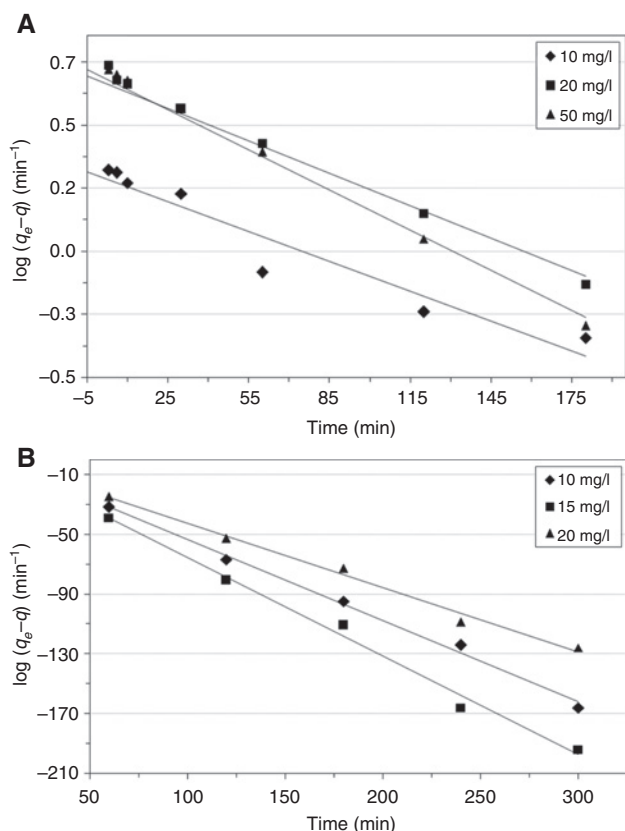 A
0.7
0.5
0.2
0.0
−0.3
−0.5
log (qe−q) (min−1)
−5
25
55
85
115
145
175
Time (min)
10 mg/l
20 mg/l
50 mg/l
B
−10
−50
−90
−130
−170
−210
log (qe−q) (min−1)
50
100
150
200
250
300
Time (min)
10 mg/l
15 mg/l
20 mg/l